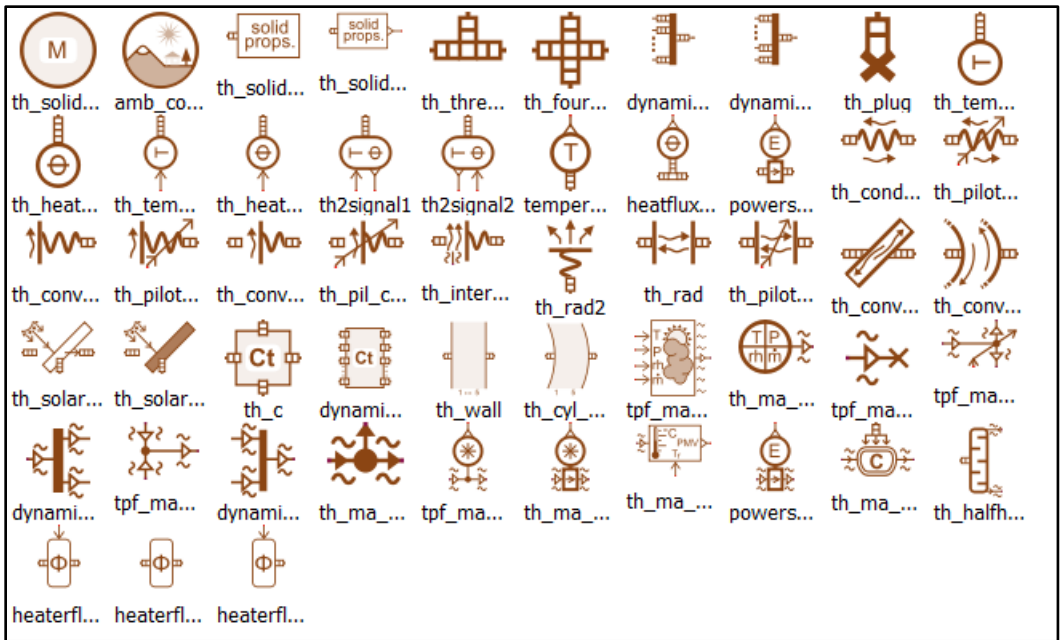 M
solid props.
solid props.
T
th_solid... amb_co... th_solid... th_solid... th_thre... th_four... dynami... dynami... th_plug th_tem...
Θ T Θ T Θ T Θ T Θ E
th_heat... th_tem... th_heat... th2signal1 th2signal2 temper... heatflux... powers... th_cond... th_pilot...
th_conv... th_pilot... th_conv... th_pil_c... th_inter... th_rad2 th_rad th_pilot... th_conv... th_conv...
Ct Ct T P rh ṁ T P rh ṁ
th_solar... th_solar... th_c dynami... th_wall th_cyl_... tpf_ma... th_ma_... tpf_ma... tpf_ma...
°C PMV Tr E C
dynami... tpf_ma... dynami... th_ma_... tpf_ma... th_ma_... th_ma_... powers... th_ma_... th_halfh...
Φ Φ Φ
heaterfl... heaterfl... heaterfl...